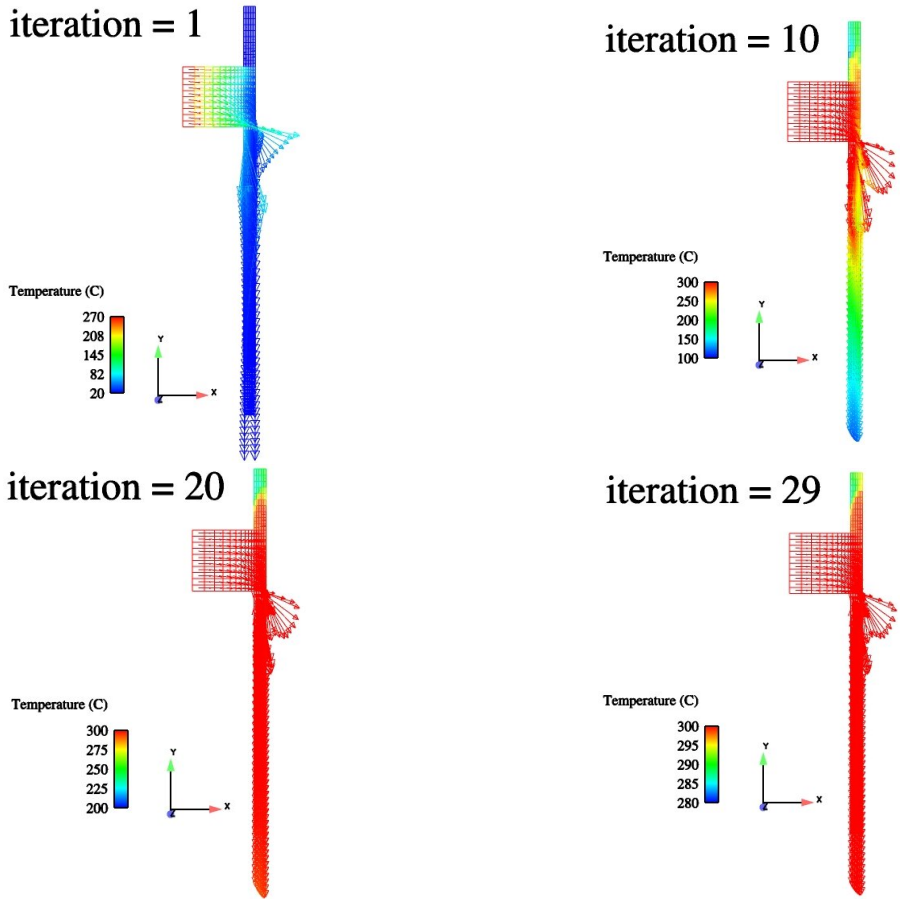 iteration = 1
Temperature (C)
270
208
145
82
20
Y
X
Z
iteration = 10
Temperature (C)
300
250
200
150
100
Y
X
Z
iteration = 20
Temperature (C)
300
275
250
225
200
Y
X
Z
iteration = 29
Temperature (C)
300
295
290
285
280
Y
X
Z